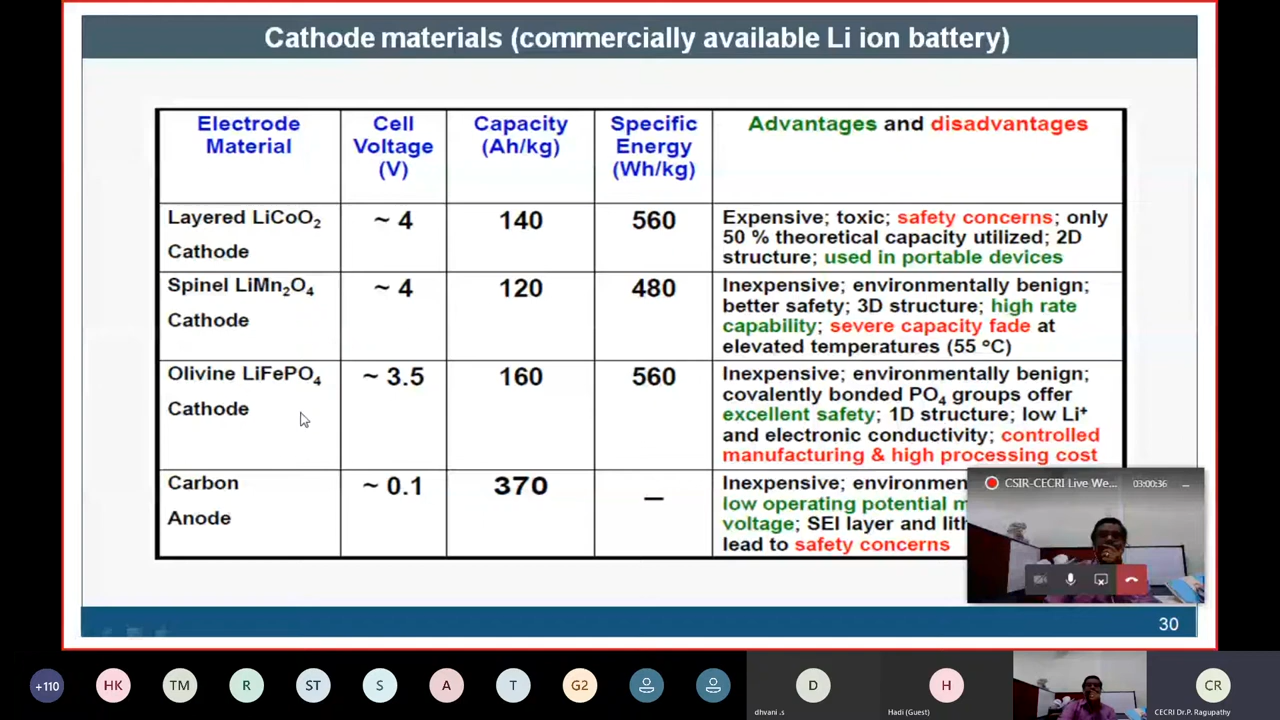 Cathode materials (commercially available Li ion battery)
Electrode
Material
Cell
Voltage
(V)
Capacity
(Ah/kg)
Specific
Energy
(Wh/kg)
Advantages and disadvantages
Layered LiCoO₂
Cathode
~ 4
140
560
Expensive; toxic; safety concerns; only
50 % theoretical capacity utilized; 2D
structure; used in portable devices
Spinel LiMn₂O₄
Cathode
~ 4
120
480
Inexpensive; environmentally benign;
better safety; 3D structure; high rate
capability; severe capacity fade at
elevated temperatures (55 °C)
Olivine LiFePO₄
Cathode
~ 3.5
160
560
Inexpensive; environmentally benign;
covalently bonded PO₄ groups offer
excellent safety; 1D structure; low Li⁺
and electronic conductivity; controlled
manufacturing & high processing cost
Carbon
Anode
~ 0.1
370
–
Inexpensive; environmen
low operating potential m
voltage; SEI layer and lith
lead to safety concerns
CSIR-CECRI Live We...
03:00:36
30
+110
HK
TM
R
ST
S
A
T
G2
D
dhvani .s
H
Hadi (Guest)
CR
CECRI Dr.P. Ragupathy